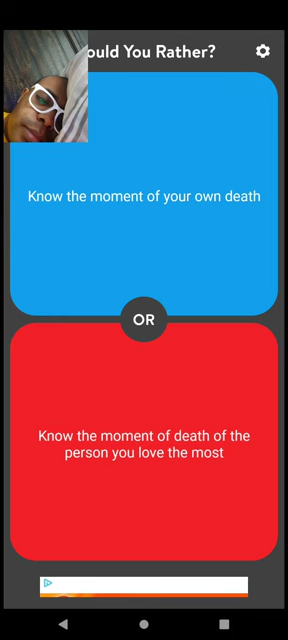 ould You Rather?
Know the moment of your own death
OR
Know the moment of death of the
person you love the most